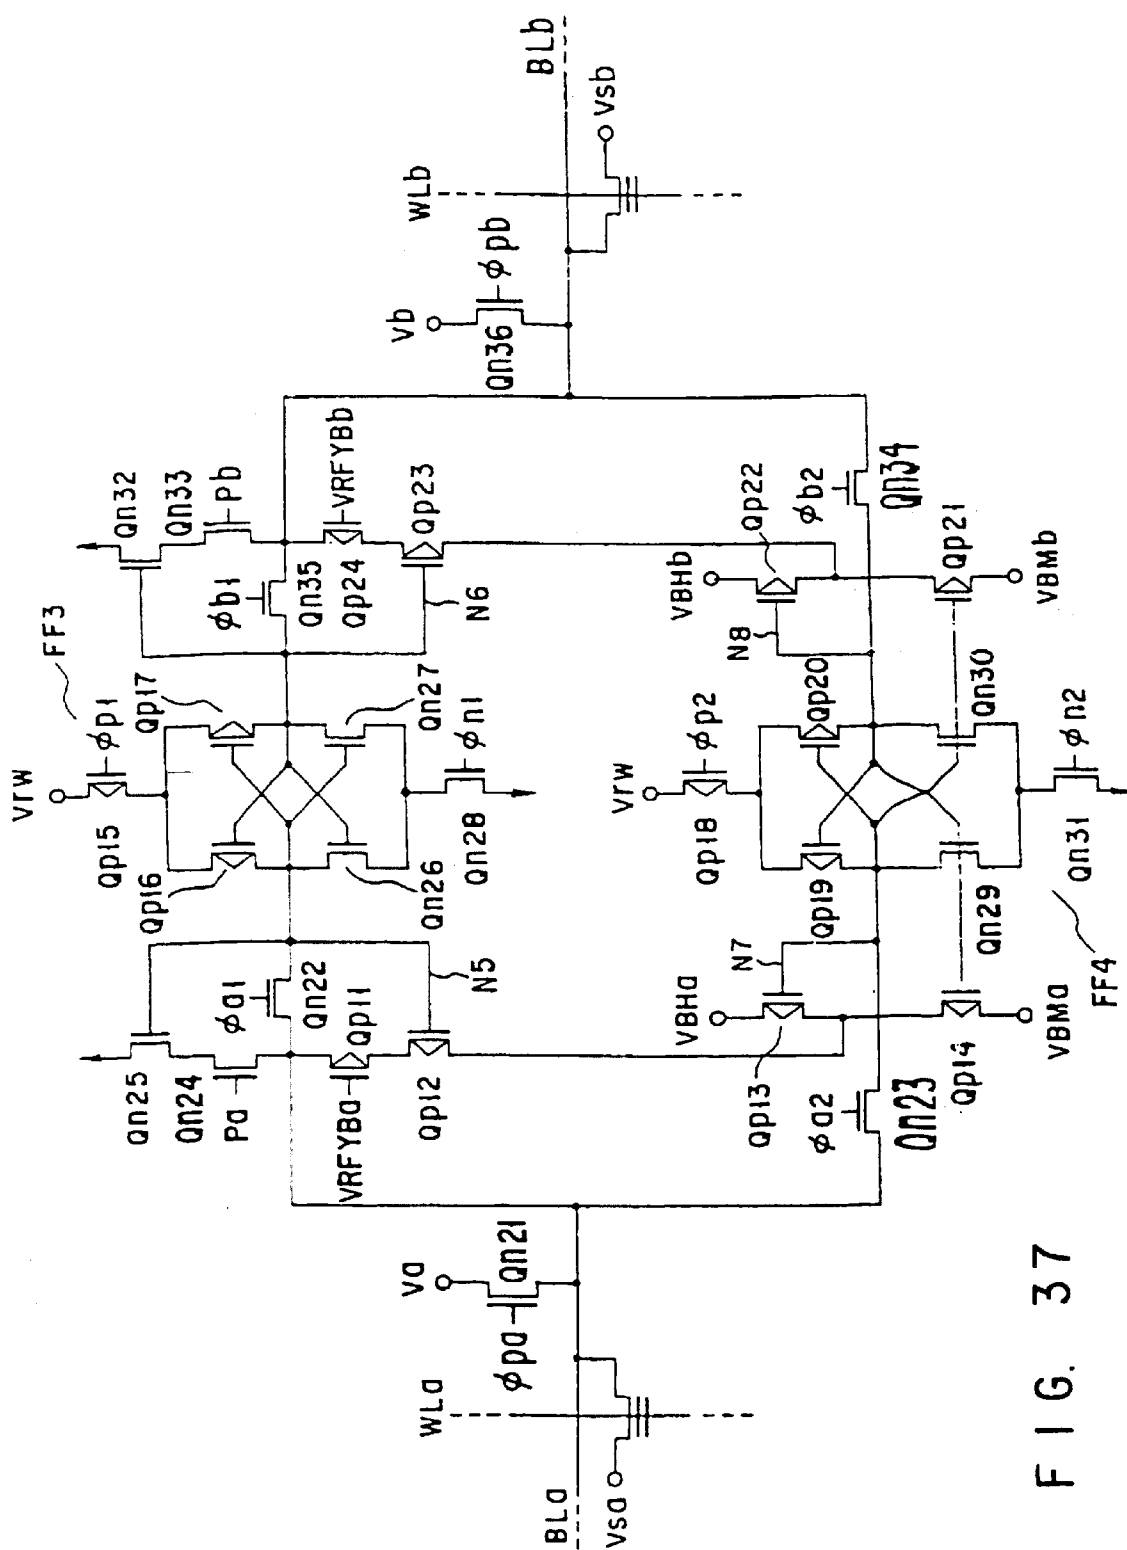 Vrw
FF3
Qp15
φp1
Qn32
Qn25
Qp16
Qp17
Qn33
Pb
Qn24
Pa
φa1
φb1
Qn22
Qn35
VRFYBb
VRFYBa
Qp11
Qn26
Qn27
Qp24
Qp12
Qn28
φn1
Qp23
N5
N6
Va
Vb
φpa
Qn21
Qn36
φpb
WLa
WLb
BLa
BLb
Vsa
Vsb
Vrw
Qp18
φp2
VBHa
VBHb
N7
N8
Qp13
Qp19
Qp20
Qp22
φa2
φb2
Qn23
Qn34
Qp14
Qn29
Qn30
Qp21
VBMa
VBMb
Qn31
φn2
FF4
FIG. 37